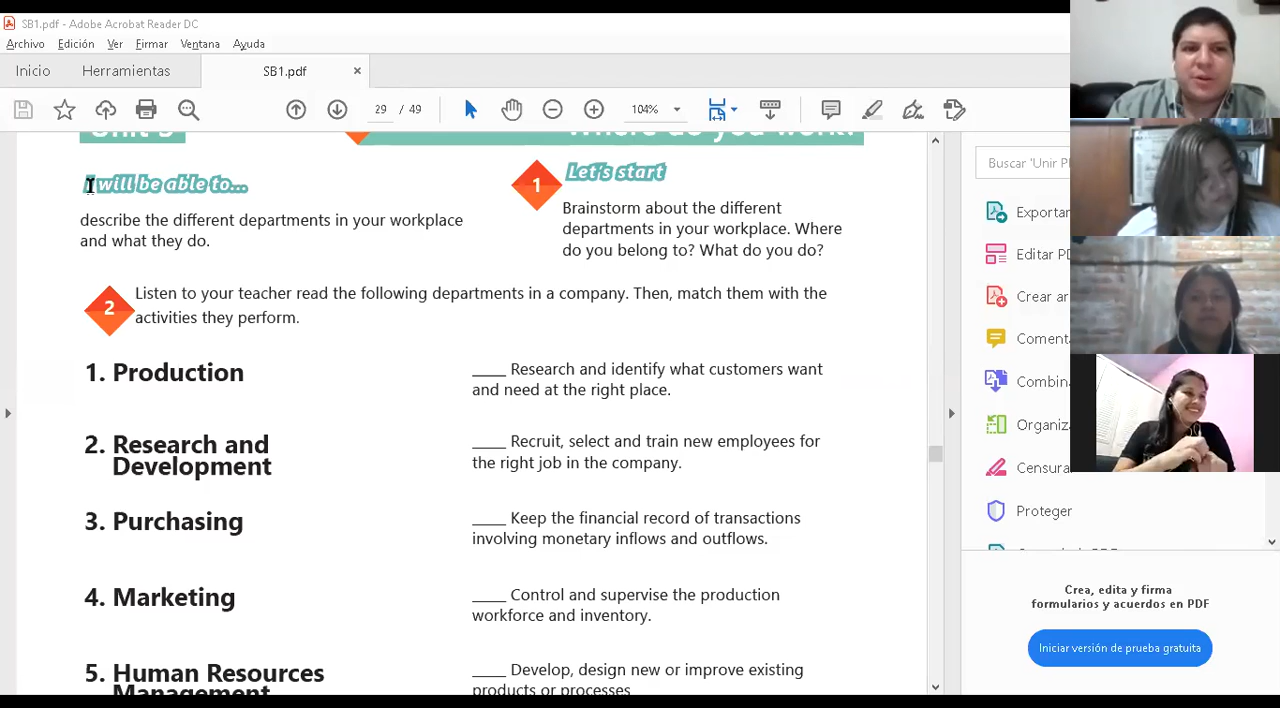 SB1.pdf - Adobe Acrobat Reader DC
Archivo Edición Ver Firmar Ventana Ayuda
Inicio Herramientas SB1.pdf
29 / 49 104%
Where do you work?
I will be able to...
describe the different departments in your workplace
and what they do.
1 Let's start
Brainstorm about the different
departments in your workplace. Where
do you belong to? What do you do?
2 Listen to your teacher read the following departments in a company. Then, match them with the
activities they perform.
1. Production
____ Research and identify what customers want
and need at the right place.
2. Research and
Development
____ Recruit, select and train new employees for
the right job in the company.
3. Purchasing
____ Keep the financial record of transactions
involving monetary inflows and outflows.
4. Marketing
____ Control and supervise the production
workforce and inventory.
5. Human Resources
Management
____ Develop, design new or improve existing
products or processes
Buscar 'Unir P
Exportar
Editar PD
Crear ar
Comenta
Combin
Organiz
Censura
Proteger
Crea, edita y firma
formularios y acuerdos en PDF
Iniciar versión de prueba gratuita